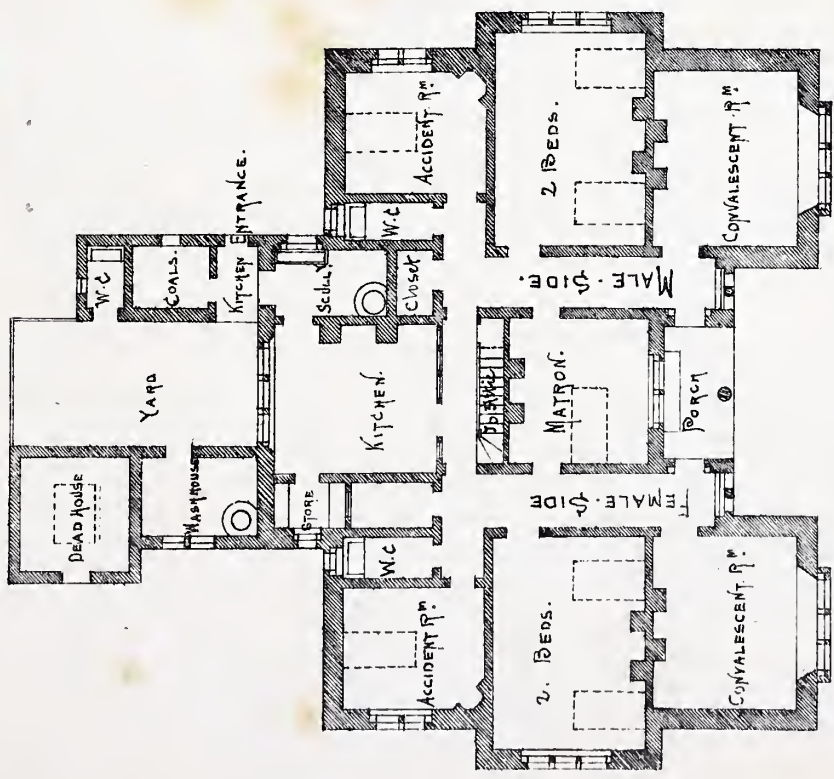 DEAD HOUSE
YARD
W.C
COALS.
KITCHEN ENTRANCE.
WASHHOUSE
STORE
KITCHEN.
SCULLY
CLOSET
W.C
W.C
ACCIDENT RM
ACCIDENT RM
MATRON.
MALE. SIDE.
FEMALE. SIDE
2 BEDS.
2. BEDS.
PORCH
CONVALESCENT. RM
CONVALESCENT. RM